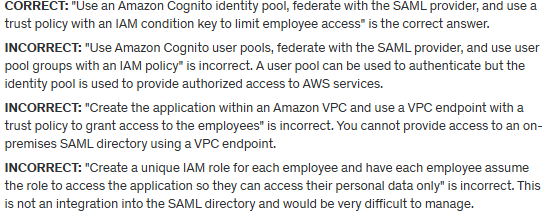 CORRECT: "Use an Amazon Cognito identity pool, federate with the SAML provider, and use a
trust policy with an IAM condition key to limit employee access" is the correct answer.
INCORRECT: "Use Amazon Cognito user pools, federate with the SAML provider, and use user
pool groups with an IAM policy" is incorrect. A user pool can be used to authenticate but the
identity pool is used to provide authorized access to AWS services.
INCORRECT: "Create the application within an Amazon VPC and use a VPC endpoint with a
trust policy to grant access to the employees" is incorrect. You cannot provide access to an on-
premises SAML directory using a VPC endpoint.
INCORRECT: "Create a unique IAM role for each employee and have each employee assume
the role to access the application so they can access their personal data only" is incorrect. This
is not an integration into the SAML directory and would be very difficult to manage.